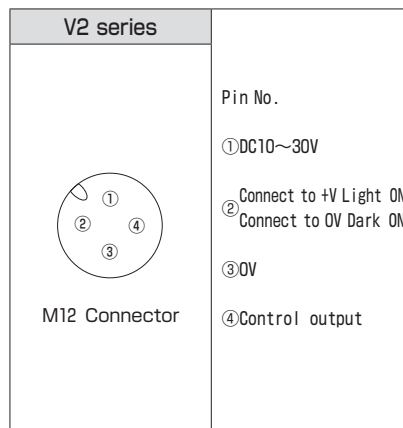 V2 series
①
②
④
③
M12 Connector
Pin No.
①DC10～30V
②Connect to +V Light ON
Connect to 0V Dark ON
③0V
④Control output